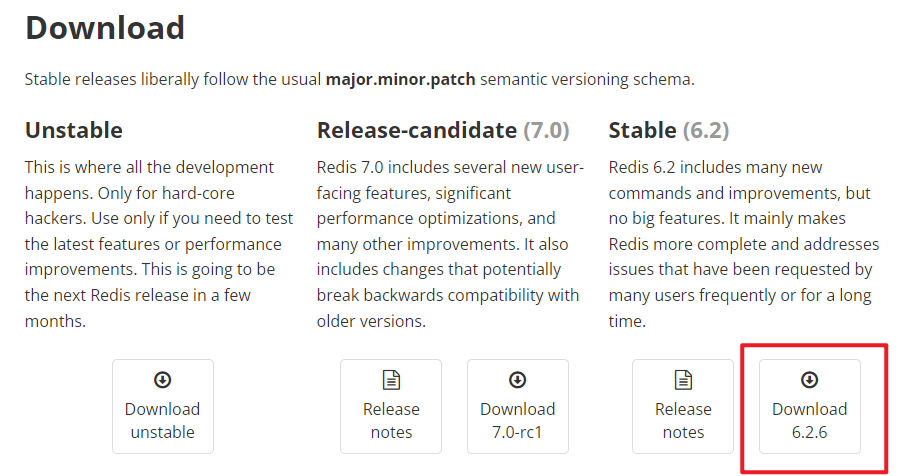 Download
Stable releases liberally follow the usual major.minor.patch semantic versioning schema.
Unstable
This is where all the development
happens. Only for hard-core
hackers. Use only if you need to test
the latest features or performance
improvements. This is going to be
the next Redis release in a few
months.
Download
unstable
Release-candidate (7.0)
Redis 7.0 includes several new user-
facing features, significant
performance optimizations, and
many other improvements. It also
includes changes that potentially
break backwards compatibility with
older versions.
Release
notes
Download
7.0-rc1
Stable (6.2)
Redis 6.2 includes many new
commands and improvements, but
no big features. It mainly makes
Redis more complete and addresses
issues that have been requested by
many users frequently or for a long
time.
Release
notes
Download
6.2.6